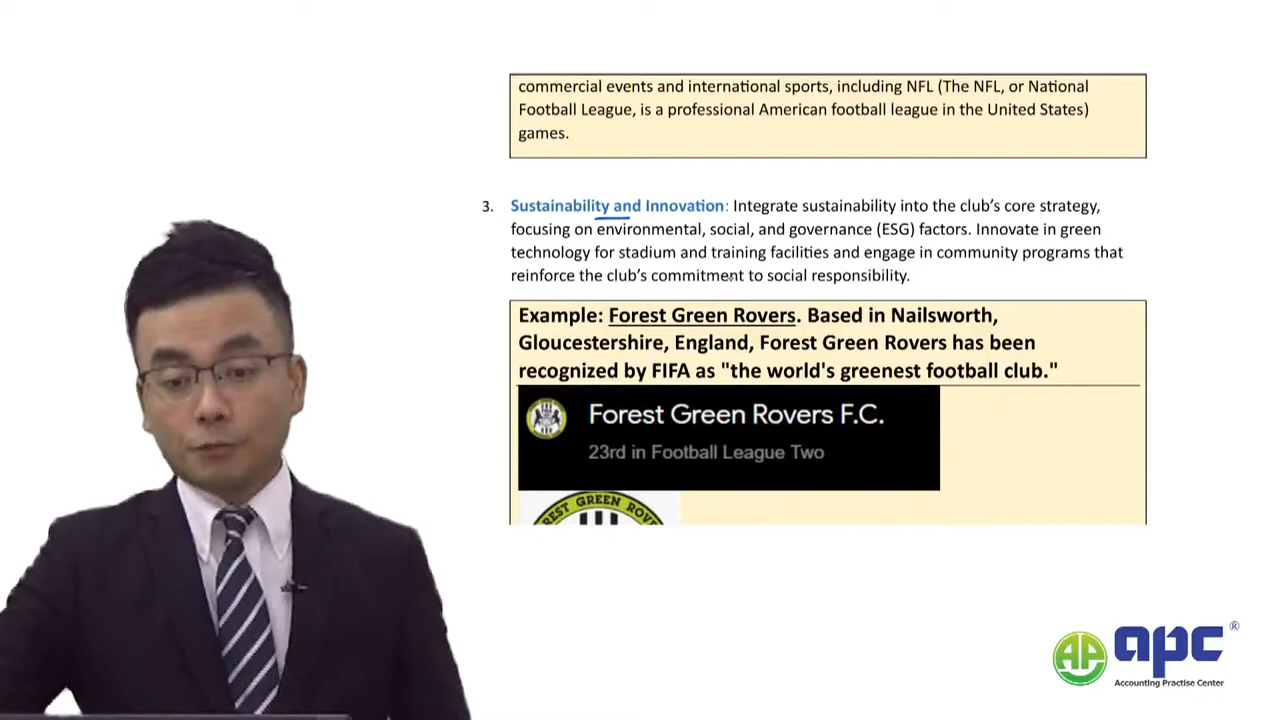 commercial events and international sports, including NFL (The NFL, or National
Football League, is a professional American football league in the United States)
games.
3. Sustainability and Innovation: Integrate sustainability into the club's core strategy,
focusing on environmental, social, and governance (ESG) factors. Innovate in green
technology for stadium and training facilities and engage in community programs that
reinforce the club's commitment to social responsibility.
Example: Forest Green Rovers. Based in Nailsworth,
Gloucestershire, England, Forest Green Rovers has been
recognized by FIFA as "the world's greenest football club."
Forest Green Rovers F.C.
23rd in Football League Two
FOREST GREEN ROVE
AP apc ®
Accounting Practise Center